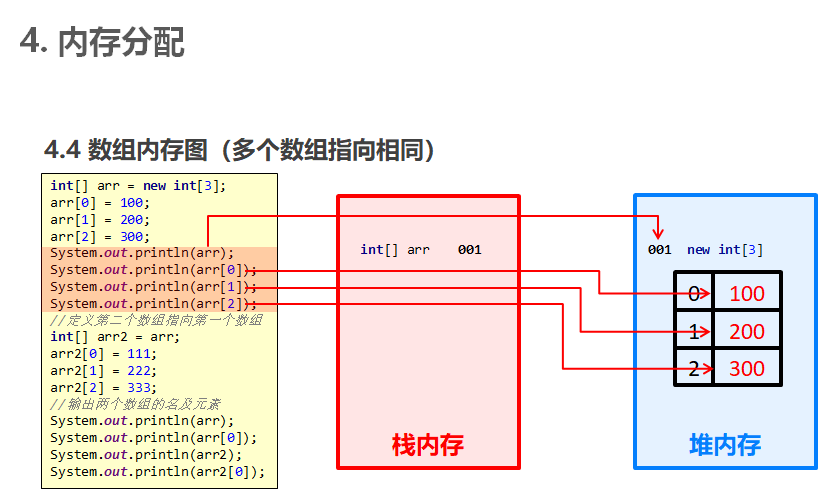 4. 内存分配
4.4 数组内存图（多个数组指向相同）
int[] arr = new int[3];
arr[0] = 100;
arr[1] = 200;
arr[2] = 300;
System.out.println(arr);
System.out.println(arr[0]);
System.out.println(arr[1]);
System.out.println(arr[2]);
//定义第二个数组指向第一个数组
int[] arr2 = arr;
arr2[0] = 111;
arr2[1] = 222;
arr2[2] = 333;
//输出两个数组的名及元素
System.out.println(arr);
System.out.println(arr[0]);
System.out.println(arr2);
System.out.println(arr2[0]);
int[] arr 001
栈内存
001 new int[3]
0 100
1 200
2 300
堆内存